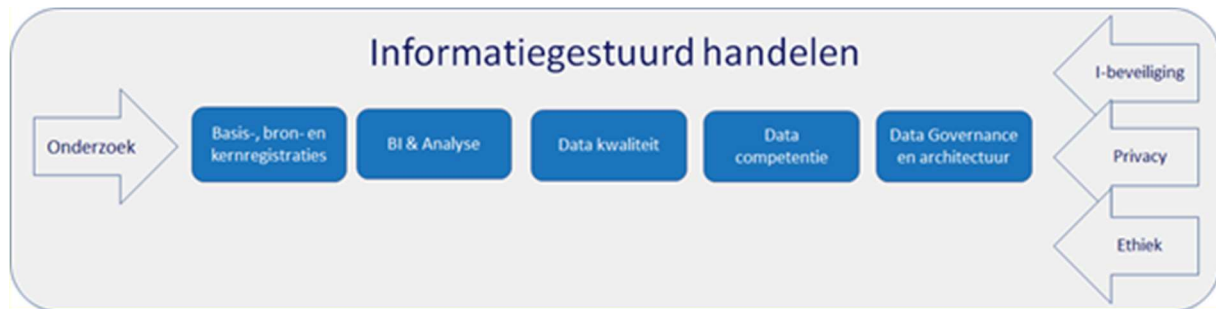 Informatiegestuurd handelen
Onderzoek
Basis-, bron- en
kernregistraties
BI & Analyse
Data kwaliteit
Data
competentie
Data Governance
en architectuur
I-beveiliging
Privacy
Ethiek